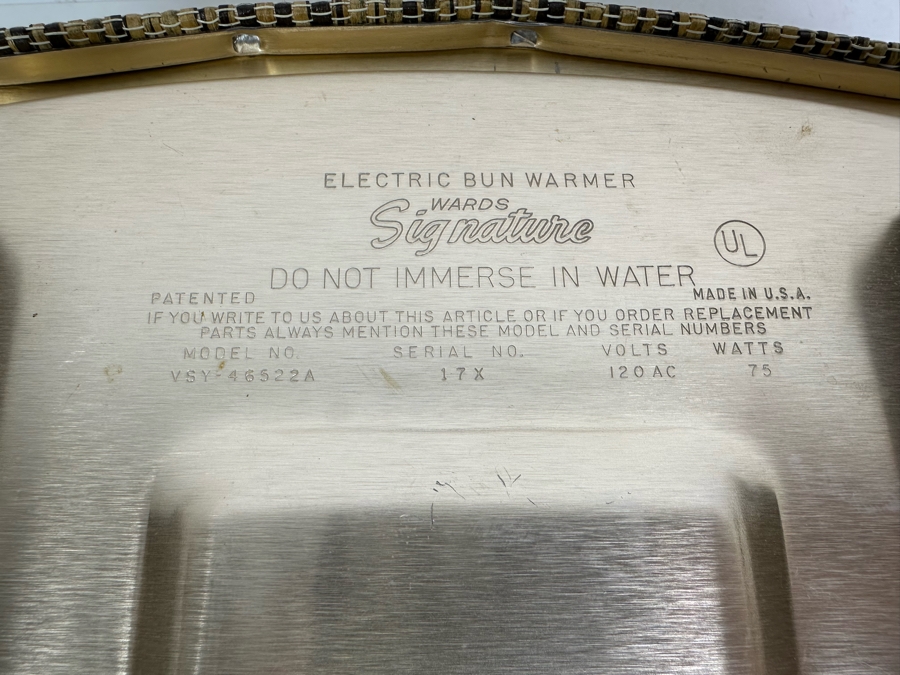 ELECTRIC BUN WARMER
WARDS
Signature
UL
DO NOT IMMERSE IN WATER
PATENTED MADE IN U.S.A.
IF YOU WRITE TO US ABOUT THIS ARTICLE OR IF YOU ORDER REPLACEMENT
PARTS ALWAYS MENTION THESE MODEL AND SERIAL NUMBERS
MODEL NO. SERIAL NO. VOLTS WATTS
VSY-46522A 17X 120 AC 75